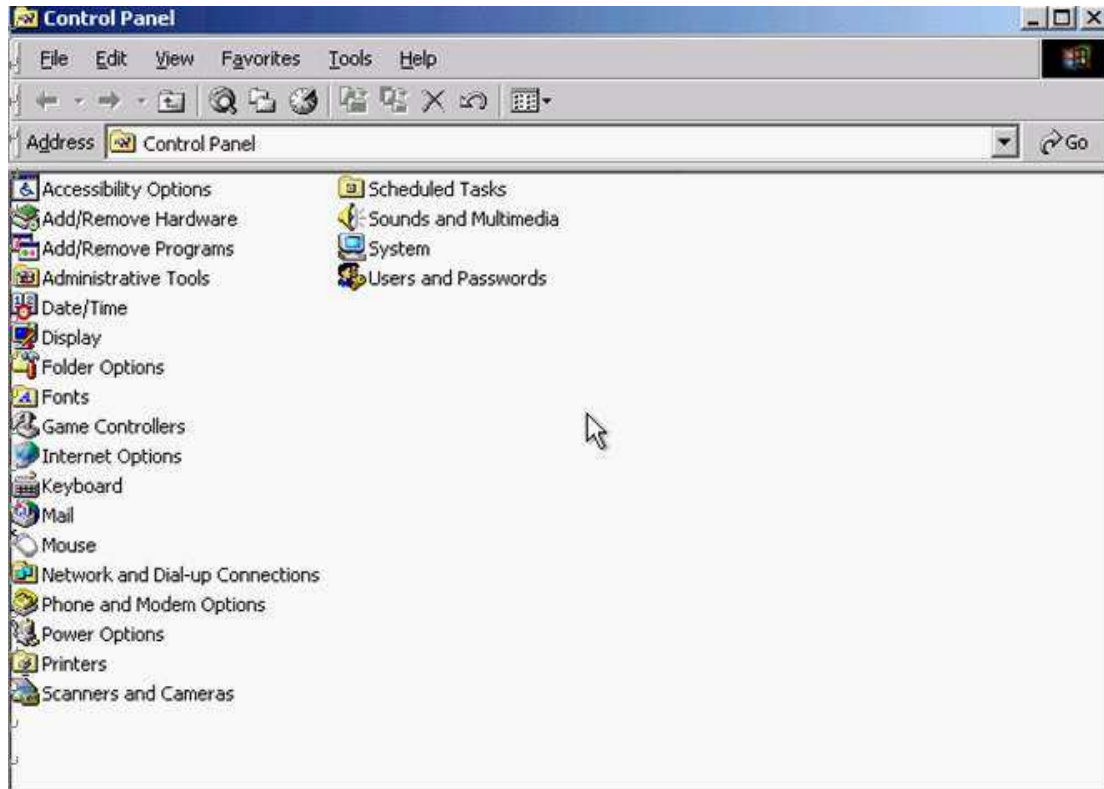 Control Panel
File Edit View Favorites Tools Help
Address Control Panel Go
Accessibility Options
Add/Remove Hardware
Add/Remove Programs
Administrative Tools
Date/Time
Display
Folder Options
Fonts
Game Controllers
Internet Options
Keyboard
Mail
Mouse
Network and Dial-up Connections
Phone and Modem Options
Power Options
Printers
Scanners and Cameras
Scheduled Tasks
Sounds and Multimedia
System
Users and Passwords